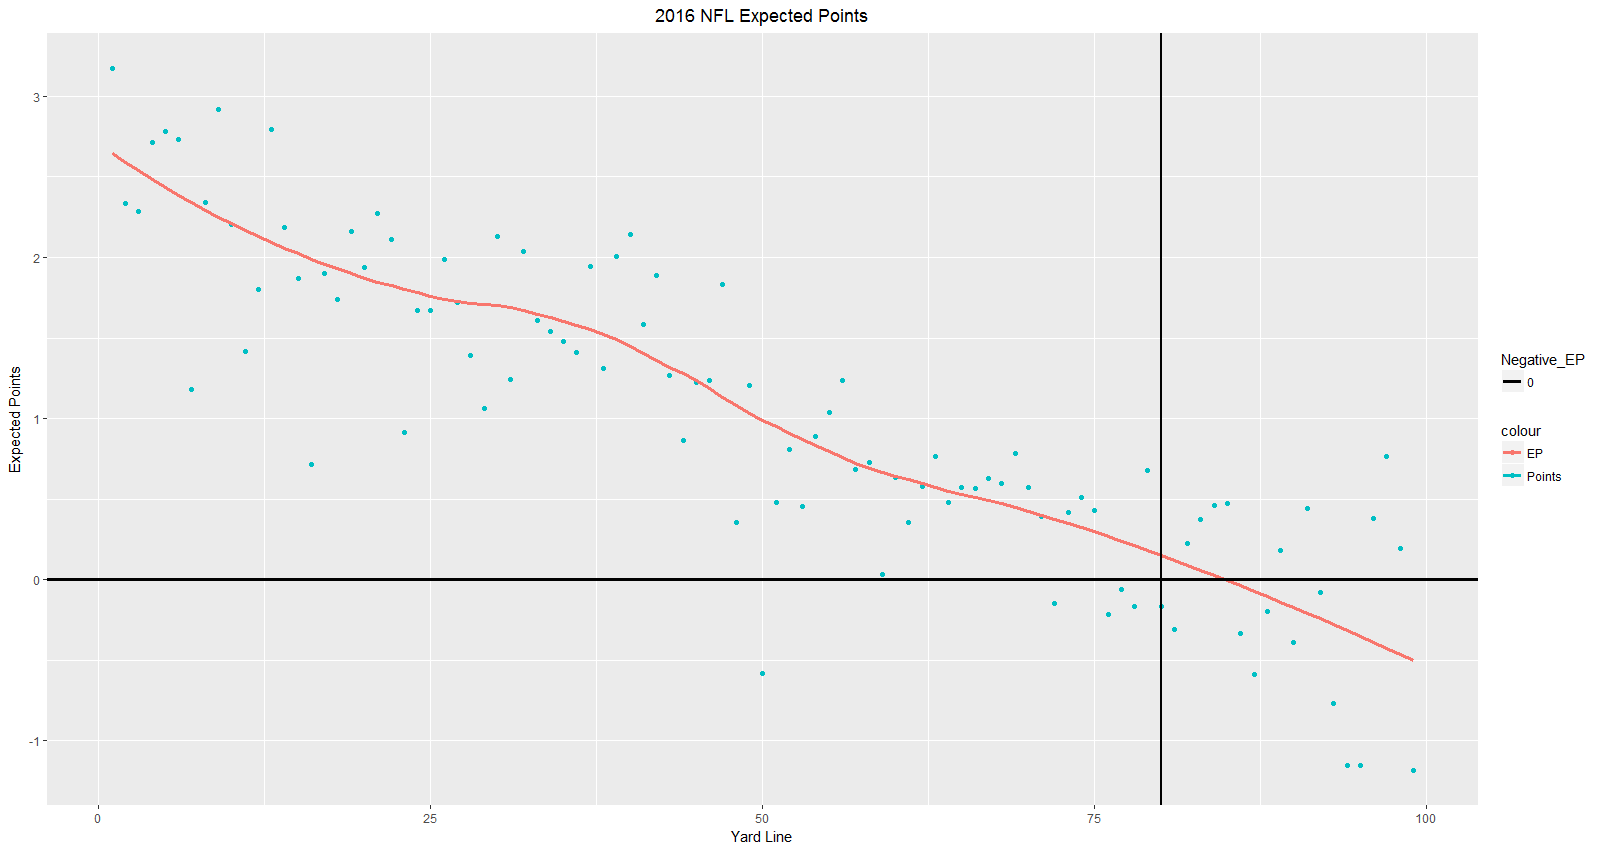 2016 NFL Expected Points
Expected Points
3
2
1
0
-1
0
25
50
75
100
Yard Line
Negative_EP
0
colour
EP
Points